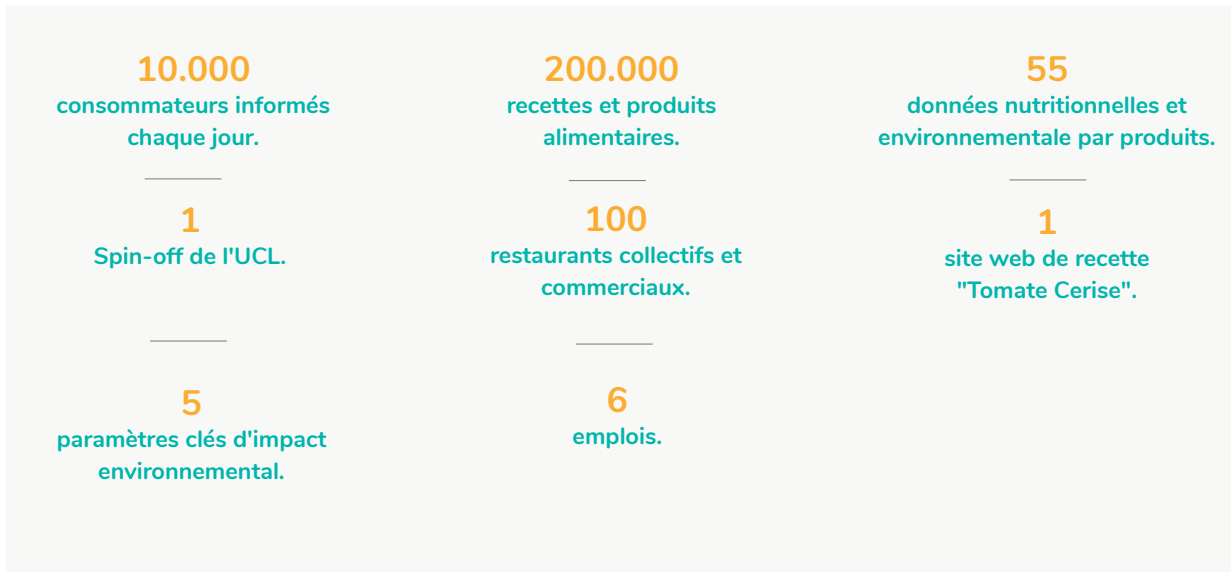 10.000
consommateurs informés
chaque jour.
200.000
recettes et produits
alimentaires.
55
données nutritionnelles et
environnementale par produits.
1
Spin-off de l'UCL.
100
restaurants collectifs et
commerciaux.
1
site web de recette
"Tomate Cerise".
5
paramètres clés d'impact
environnemental.
6
emplois.